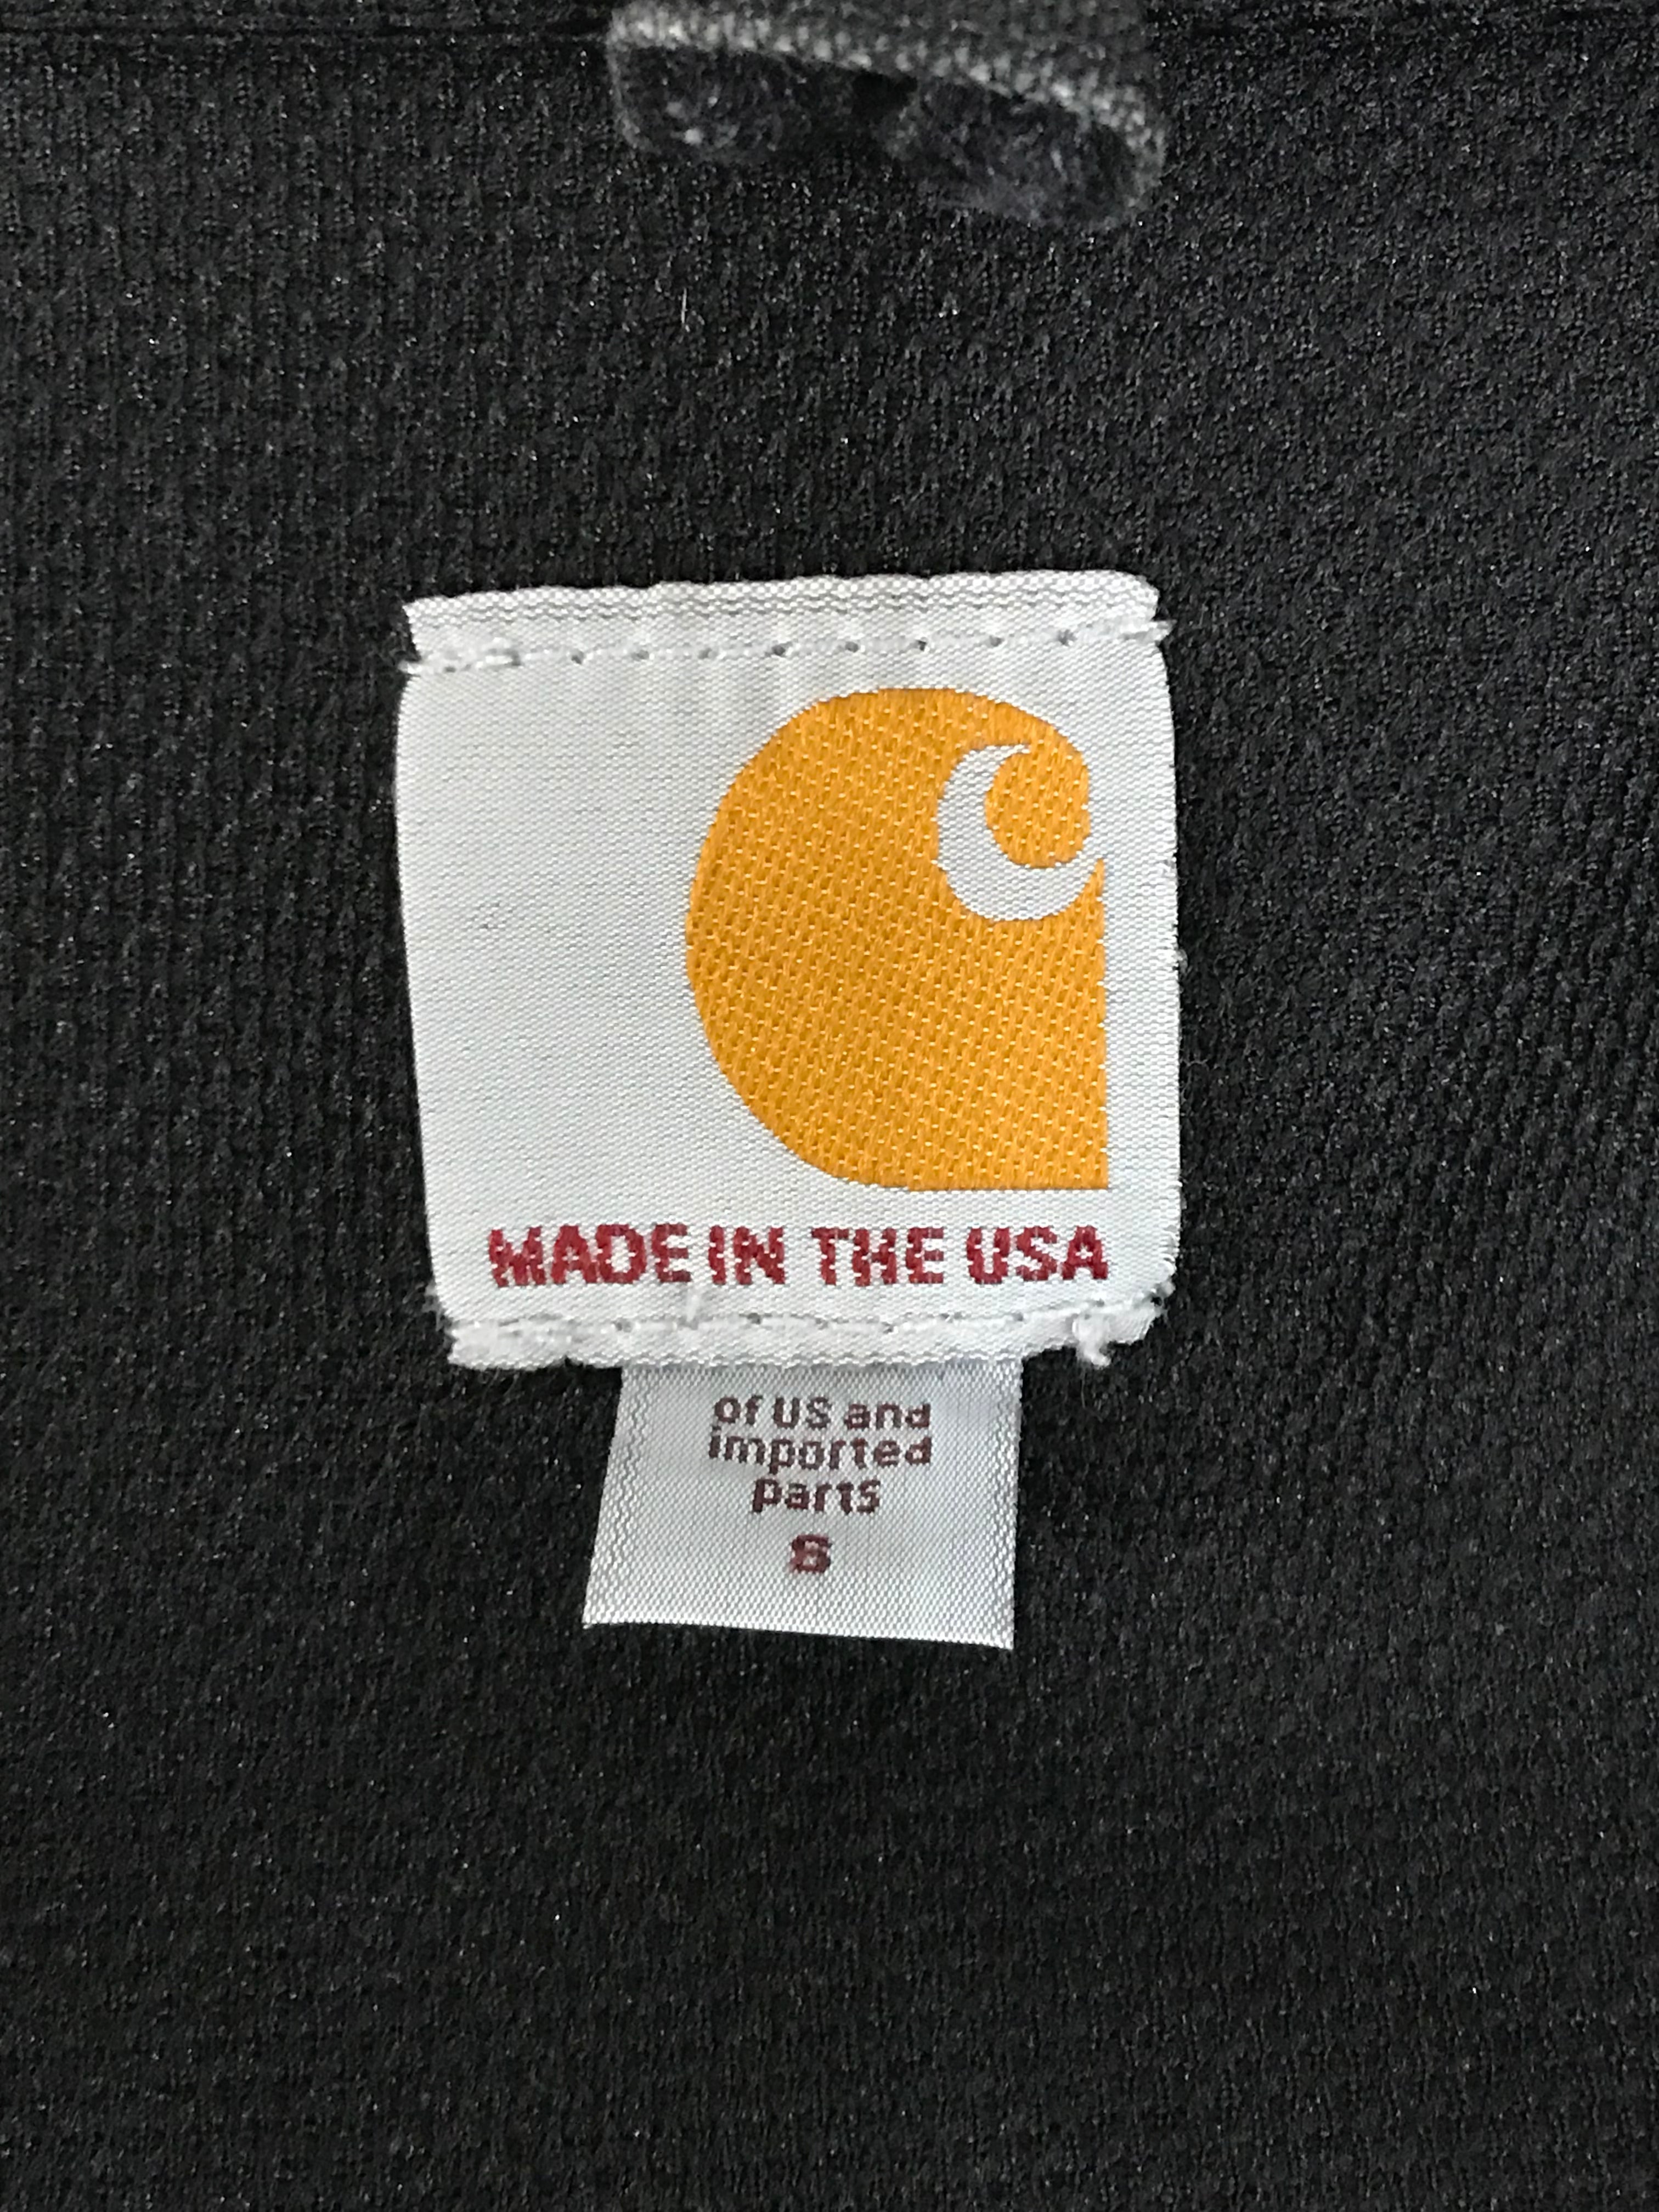 MADE IN THE USA
of US and
imported
parts
S